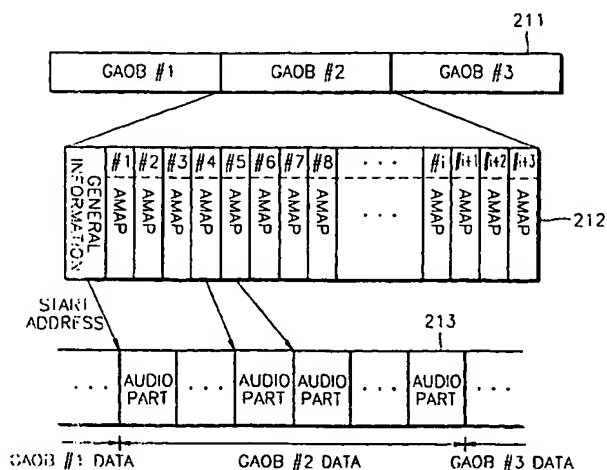 211
GAOB #1 GAOB #2 GAOB #3
GENERAL INFORMATION
#1 #2 #3 #4 #5 #6 #7 #8 ... #i #i+1 #i+2 #i+3
AMAP AMAP AMAP AMAP AMAP AMAP AMAP AMAP ... AMAP AMAP AMAP AMAP
212
START
ADDRESS
213
... AUDIO PART ... AUDIO PART AUDIO PART ... AUDIO PART ...
GAOB #1 DATA GAOB #2 DATA GAOB #3 DATA